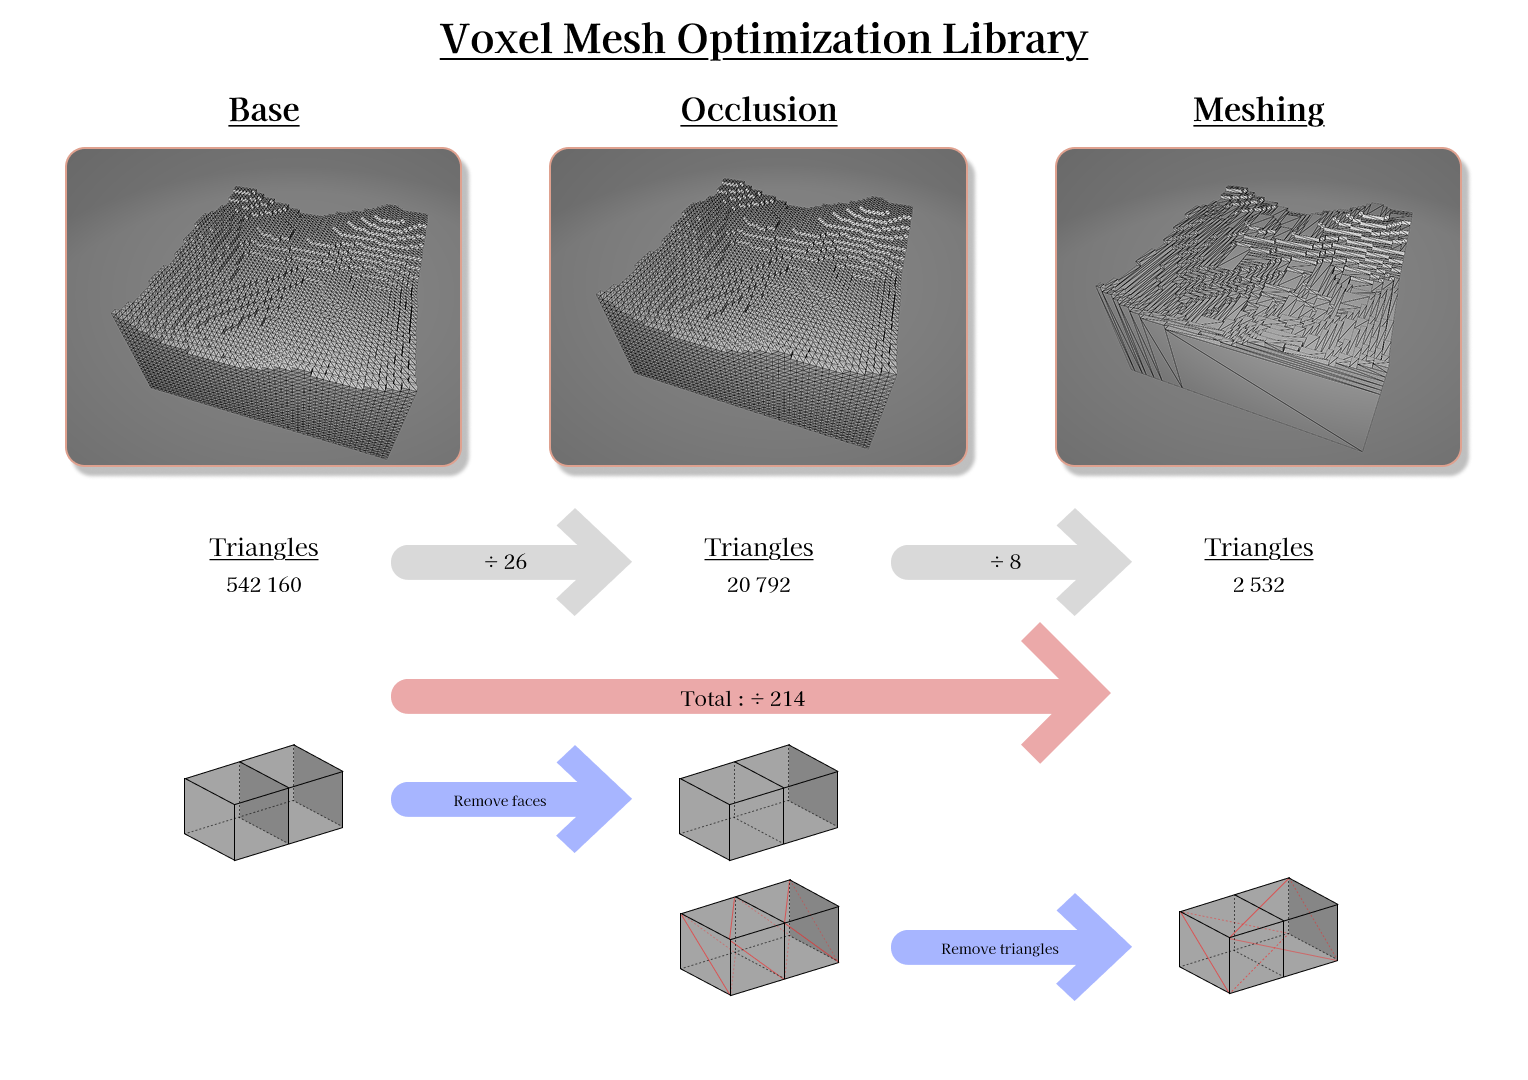 Voxel Mesh Optimization Library
Base
Occlusion
Meshing
Triangles
÷ 26
Triangles
÷ 8
Triangles
542 160
20 792
2 532
Total : ÷ 214
Remove faces
Remove triangles